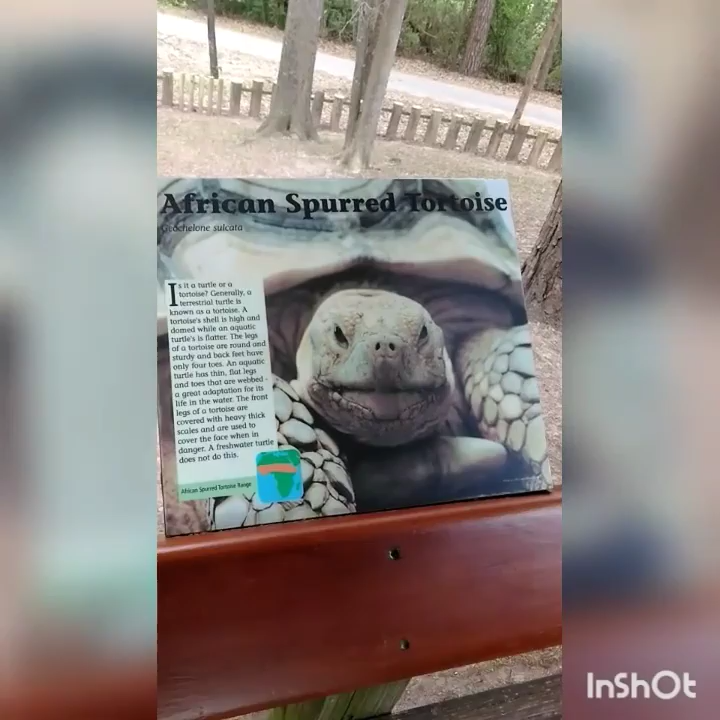 African Spurred Tortoise
Geochelone sulcata
Is it a turtle or a
tortoise? Generally, a
terrestrial turtle is
known as a tortoise. A
tortoise's shell is high and
domed while an aquatic
turtle's is flatter. The legs
of a tortoise are round and
sturdy and back feet have
only four toes. An aquatic
turtle has thin, flat legs
and toes that are webbed -
a great adaptation for its
life in the water. The front
legs of a tortoise are
covered with heavy thick
scales and are used to
cover the face when in
danger. A freshwater turtle
does not do this.
African Spurred Tortoise Range
InShOt